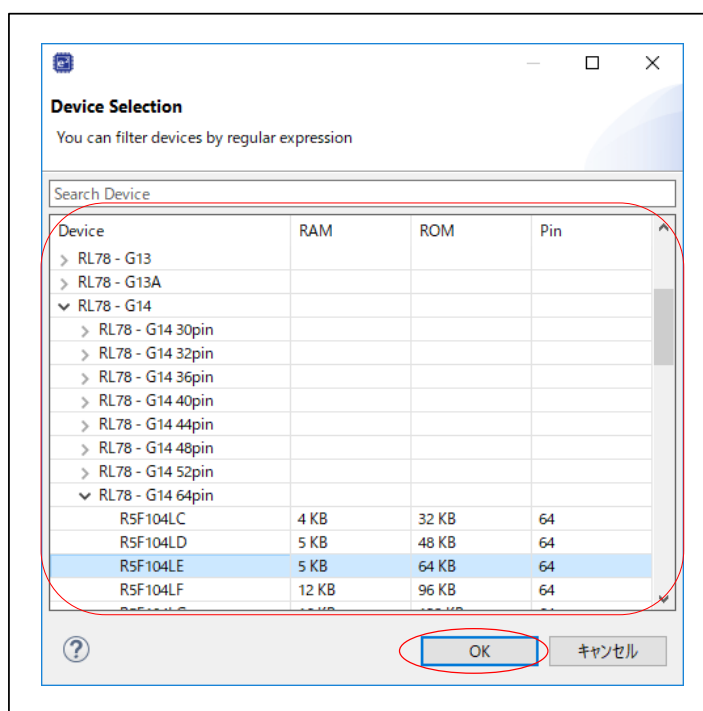 Device Selection
You can filter devices by regular expression
Search Device
Device RAM ROM Pin
RL78 - G13
RL78 - G13A
RL78 - G14
RL78 - G14 30pin
RL78 - G14 32pin
RL78 - G14 36pin
RL78 - G14 40pin
RL78 - G14 44pin
RL78 - G14 48pin
RL78 - G14 52pin
RL78 - G14 64pin
R5F104LC 4 KB 32 KB 64
R5F104LD 5 KB 48 KB 64
R5F104LE 5 KB 64 KB 64
R5F104LF 12 KB 96 KB 64
OK キャンセル